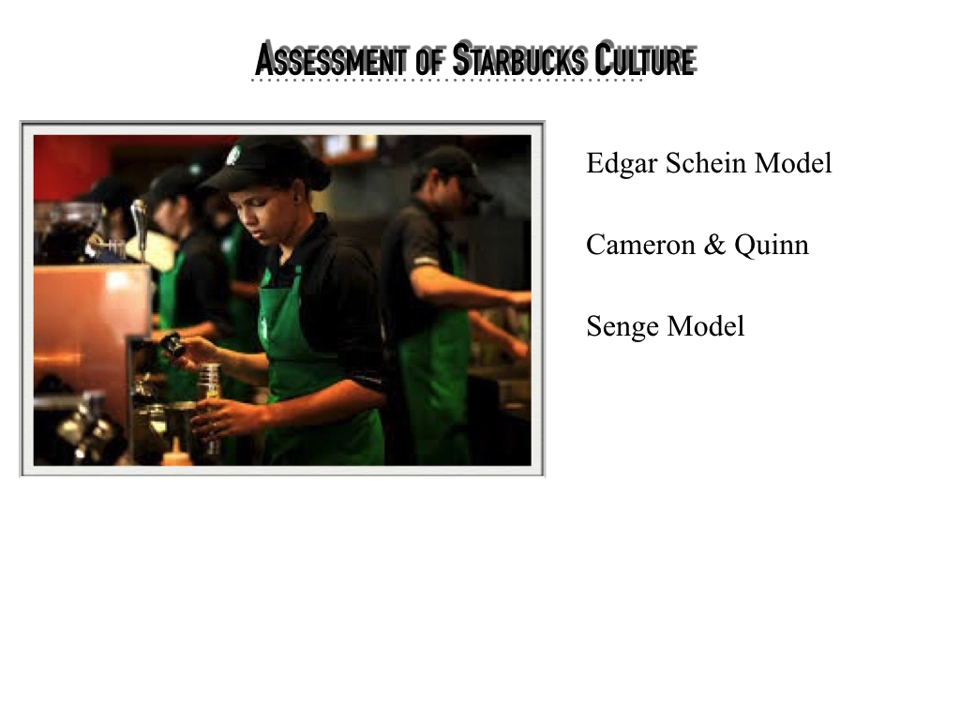 Assessment of Starbucks Culture
Edgar Schein Model
Cameron & Quinn
Senge Model